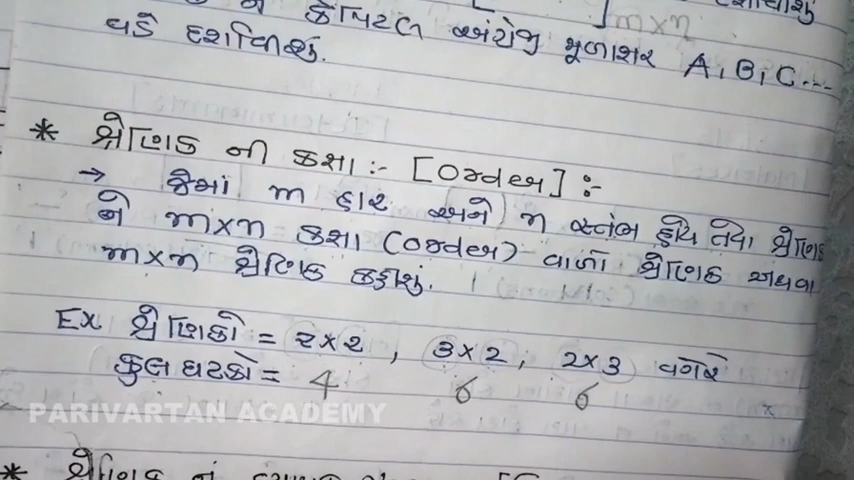 m×n
વડે દર્શાવિશું. કેપિટલ અંગ્રેજી મૂળાક્ષર A, B, C ....
* શ્રેણિક ની કક્ષા :- [Order] :-
→ જેમાં m હાર અને n સ્તંભ હોય તેવા શ્રેણિક
ને m×n કક્ષા (order) વાળા શ્રેણિક અથવા
m×n શ્રેણિક કહીશું.
Ex શ્રેણિકો = 2×2 , 3×2, 2×3 વગેરે
કુલ ઘટકો = 4 6 6
PARIVARTAN ACADEMY
* શ્રેણિક નું